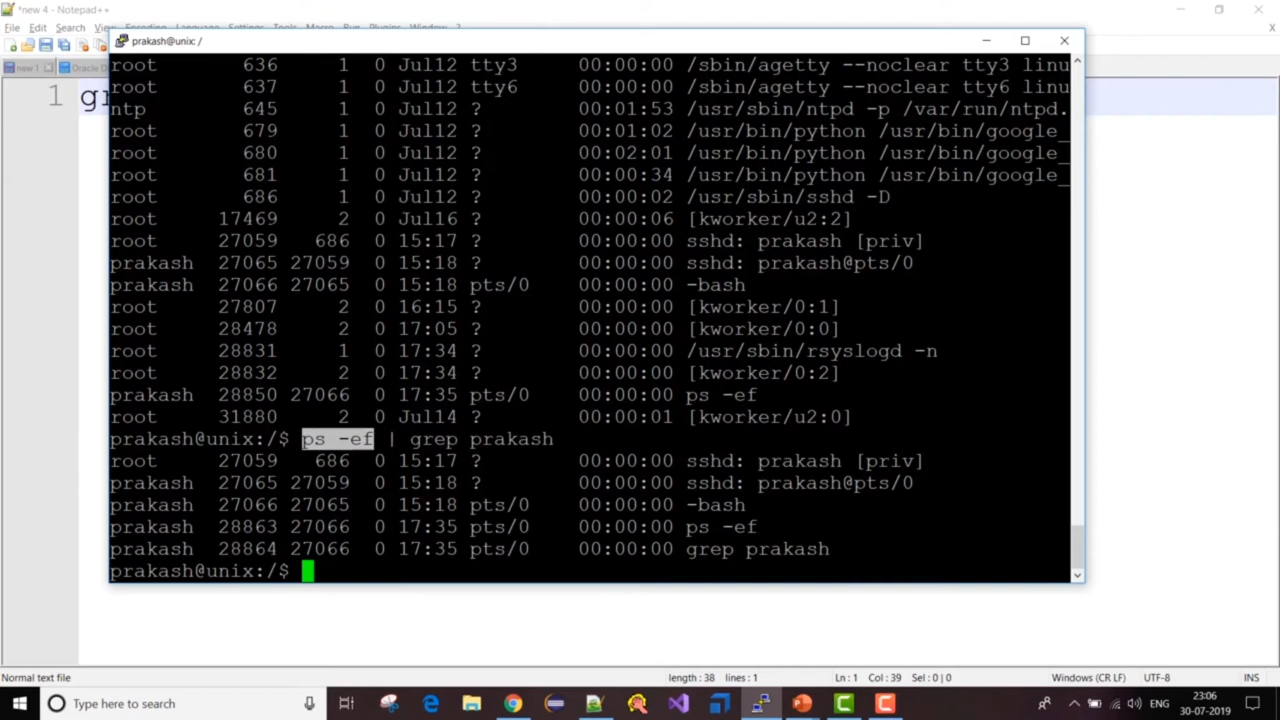 *new 4 - Notepad++
File Edit Search View Encoding Language Settings Tools Macro Run Plugins Window ?
X
prakash@unix: /
new 1
Oracle D
1 gr
root 636 1 0 Jul12 tty3 00:00:00 /sbin/agetty --noclear tty3 linu
root 637 1 0 Jul12 tty6 00:00:00 /sbin/agetty --noclear tty6 linu
ntp 645 1 0 Jul12 ? 00:01:53 /usr/sbin/ntpd -p /var/run/ntpd.
root 679 1 0 Jul12 ? 00:01:02 /usr/bin/python /usr/bin/google_
root 680 1 0 Jul12 ? 00:02:01 /usr/bin/python /usr/bin/google_
root 681 1 0 Jul12 ? 00:00:34 /usr/bin/python /usr/bin/google_
root 686 1 0 Jul12 ? 00:00:02 /usr/sbin/sshd -D
root 17469 2 0 Jul16 ? 00:00:06 [kworker/u2:2]
root 27059 686 0 15:17 ? 00:00:00 sshd: prakash [priv]
prakash 27065 27059 0 15:18 ? 00:00:00 sshd: prakash@pts/0
prakash 27066 27065 0 15:18 pts/0 00:00:00 -bash
root 27807 2 0 16:15 ? 00:00:00 [kworker/0:1]
root 28478 2 0 17:05 ? 00:00:00 [kworker/0:0]
root 28831 1 0 17:34 ? 00:00:00 /usr/sbin/rsyslogd -n
root 28832 2 0 17:34 ? 00:00:00 [kworker/0:2]
prakash 28850 27066 0 17:35 pts/0 00:00:00 ps -ef
root 31880 2 0 Jul14 ? 00:00:01 [kworker/u2:0]
prakash@unix:/$ ps -ef | grep prakash
root 27059 686 0 15:17 ? 00:00:00 sshd: prakash [priv]
prakash 27065 27059 0 15:18 ? 00:00:00 sshd: prakash@pts/0
prakash 27066 27065 0 15:18 pts/0 00:00:00 -bash
prakash 28863 27066 0 17:35 pts/0 00:00:00 ps -ef
prakash 28864 27066 0 17:35 pts/0 00:00:00 grep prakash
prakash@unix:/$
Normal text file length : 38 lines : 1 Ln : 1 Col : 39 Sel : 0 | 0 Windows (CR LF) UTF-8 INS
Type here to search
ENG
23:06
30-07-2019